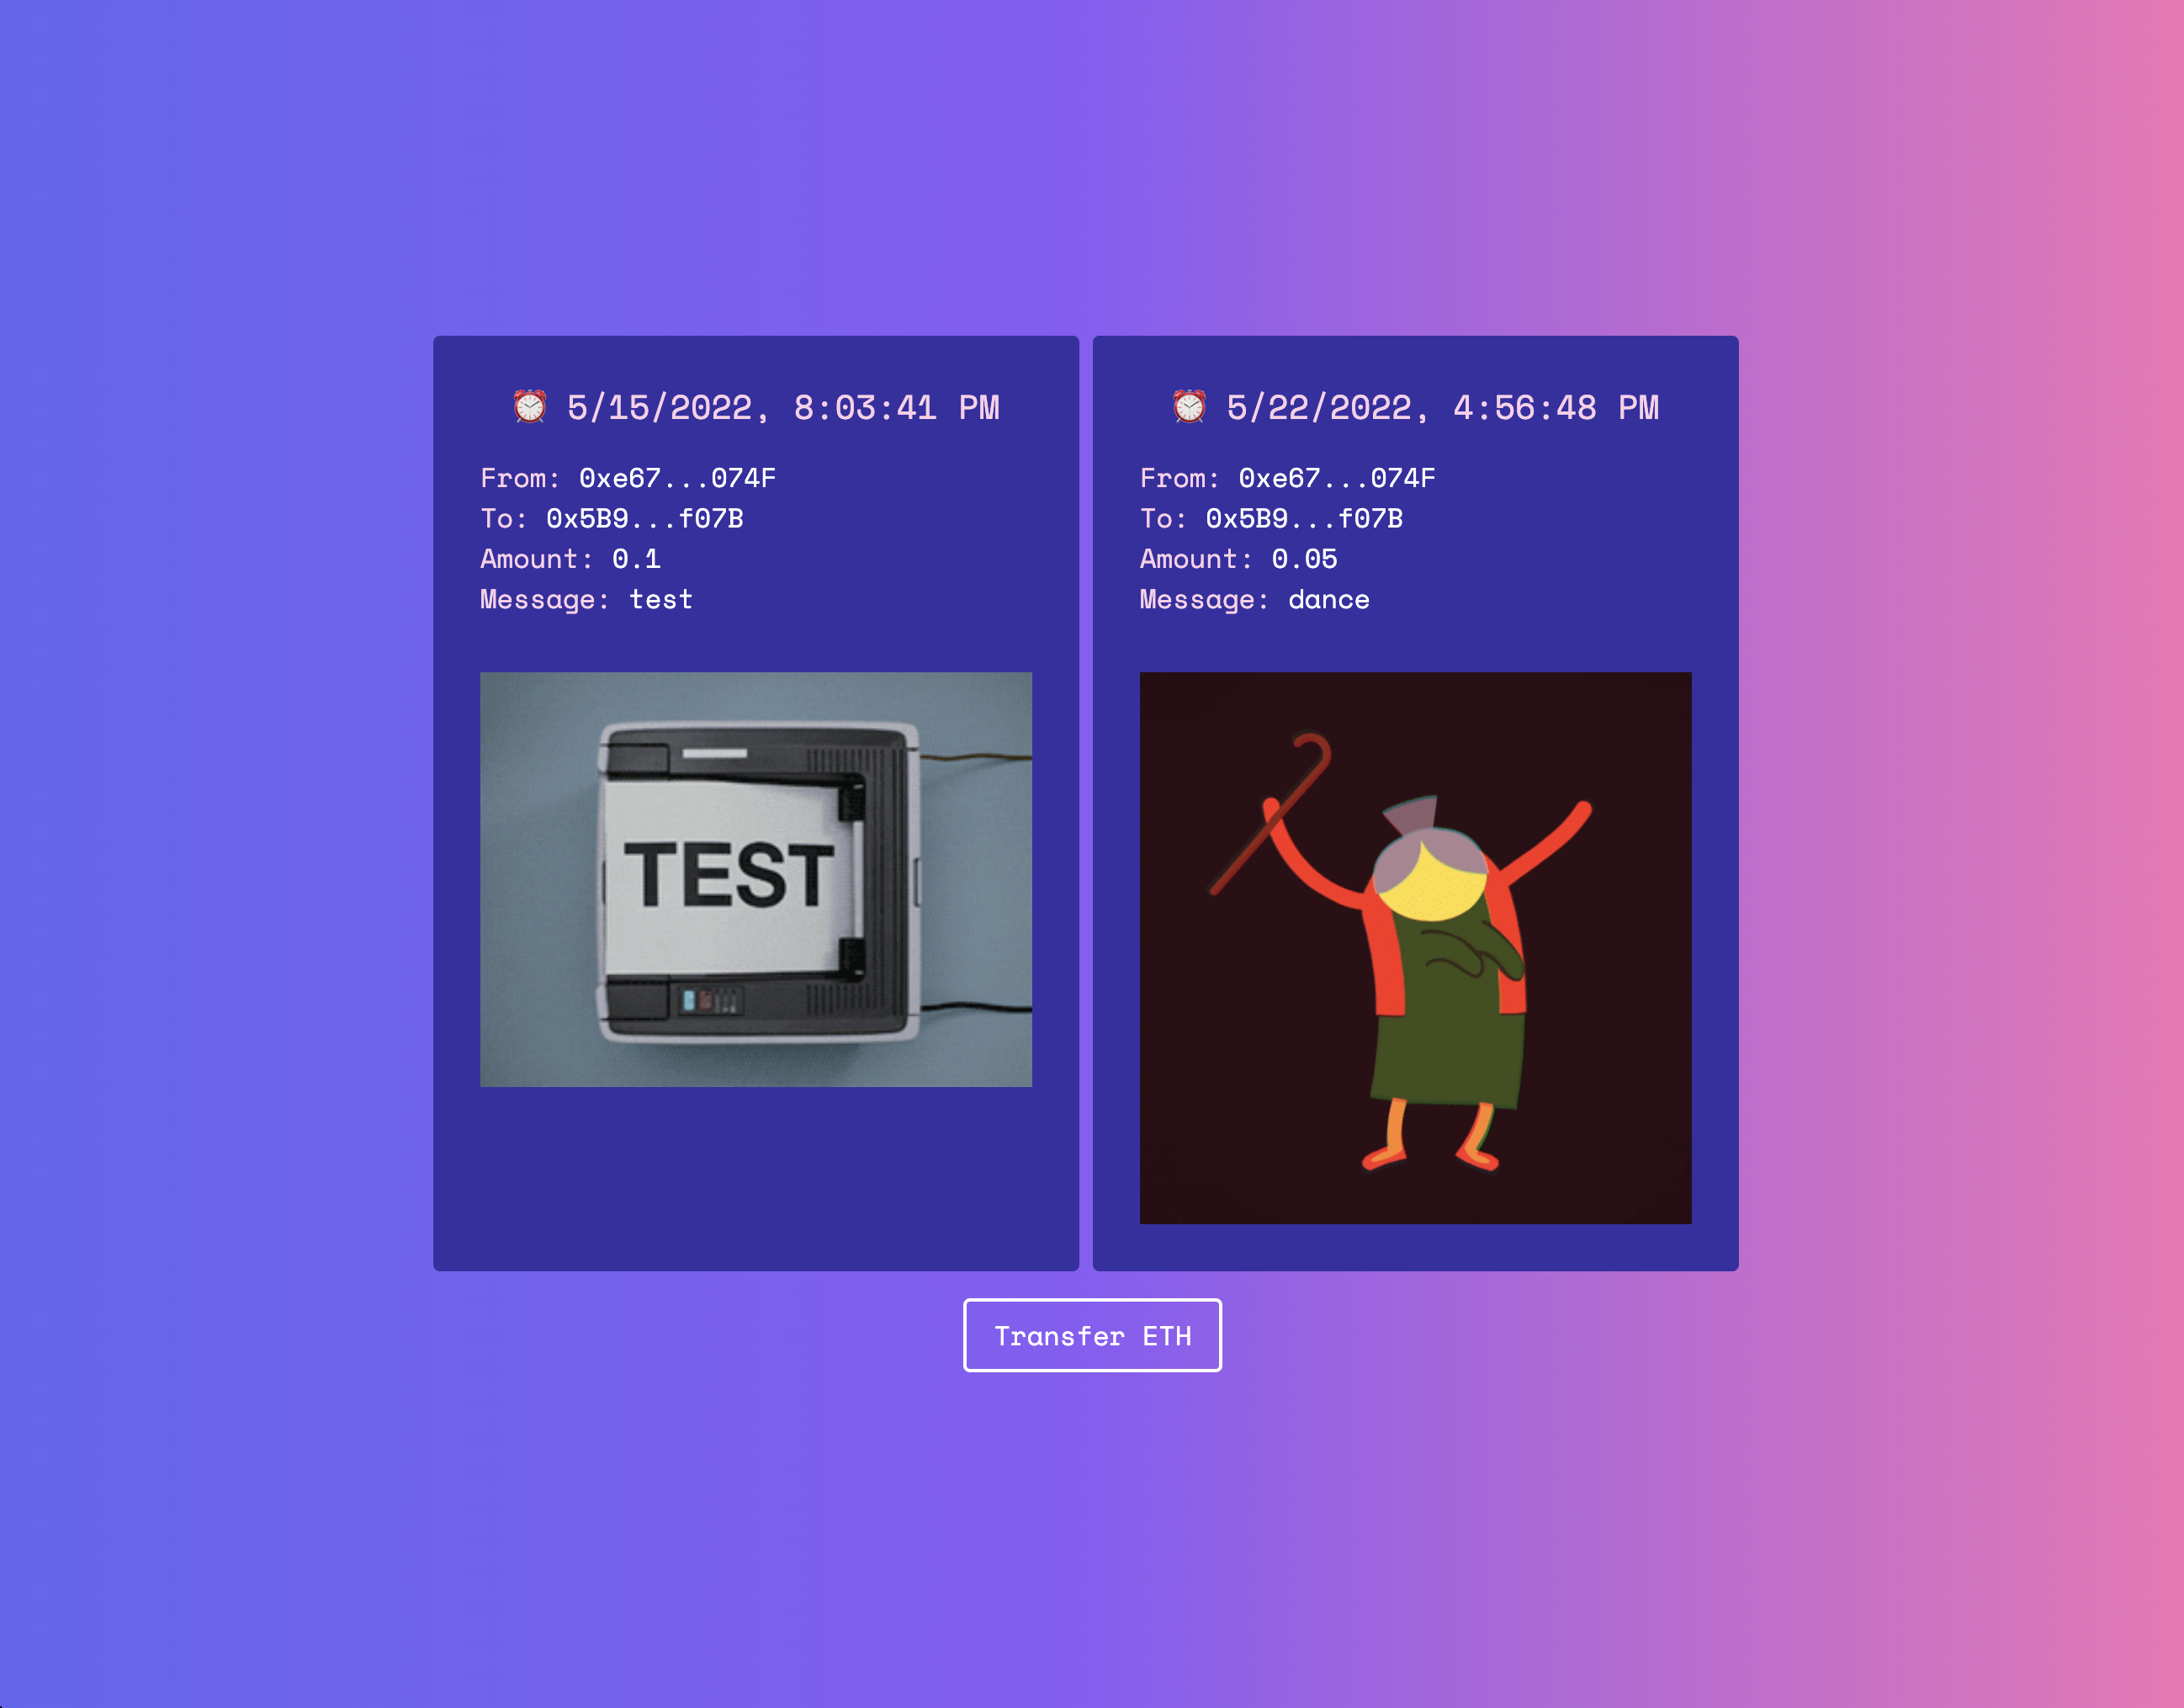 ⏰ 5/15/2022, 8:03:41 PM
From: 0xe67...074F
To: 0x5B9...f07B
Amount: 0.1
Message: test
TEST
⏰ 5/22/2022, 4:56:48 PM
From: 0xe67...074F
To: 0x5B9...f07B
Amount: 0.05
Message: dance
Transfer ETH